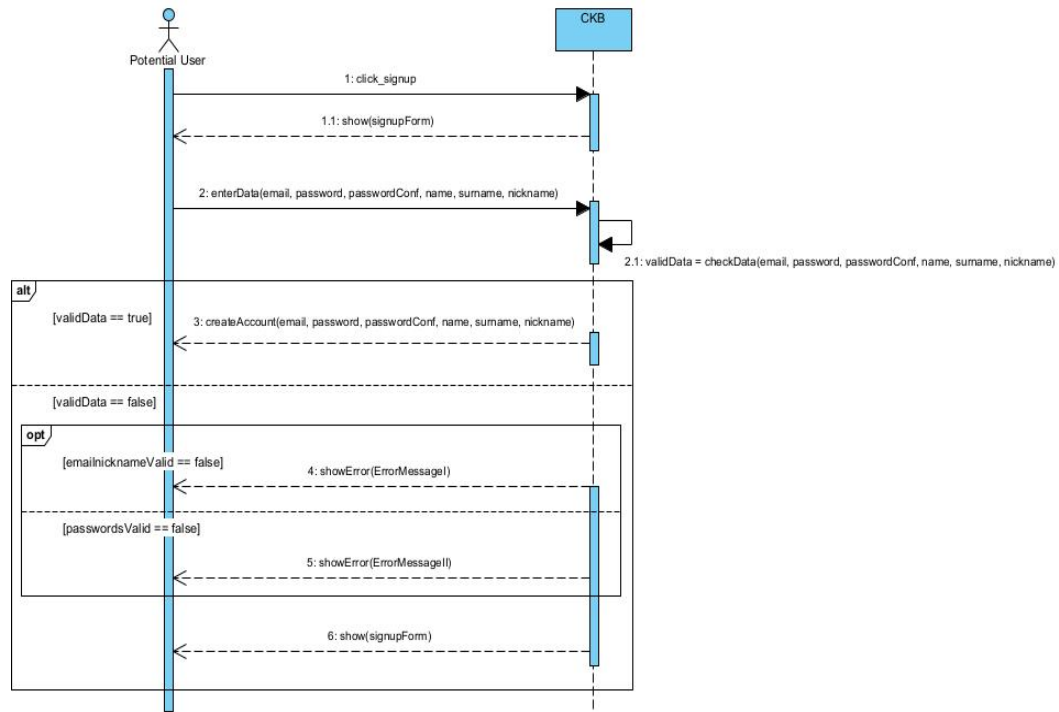 CKB
Potential User
1: click_signup
1.1: show(signupForm)
2: enterData(email, password, passwordConf, name, surname, nickname)
2.1: validData = checkData(email, password, passwordConf, name, surname, nickname)
alt
[validData == true]
3: createAccount(email, password, passwordConf, name, surname, nickname)
[validData == false]
opt
[emailnicknameValid == false]
4: showError(ErrorMessageI)
[passwordsValid == false]
5: showError(ErrorMessageII)
6: show(signupForm)